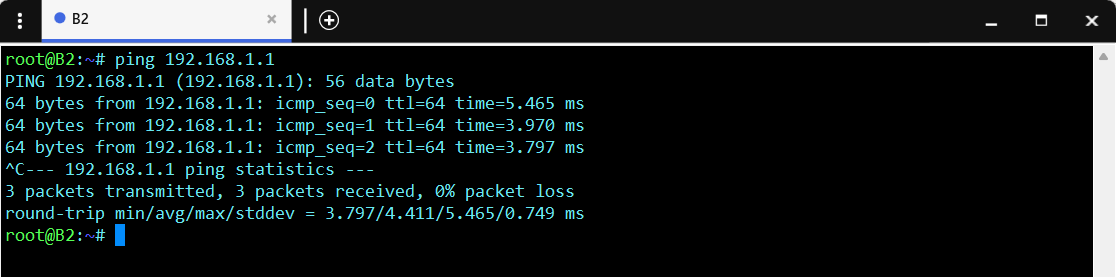 B2
root@B2:~# ping 192.168.1.1
PING 192.168.1.1 (192.168.1.1): 56 data bytes
64 bytes from 192.168.1.1: icmp_seq=0 ttl=64 time=5.465 ms
64 bytes from 192.168.1.1: icmp_seq=1 ttl=64 time=3.970 ms
64 bytes from 192.168.1.1: icmp_seq=2 ttl=64 time=3.797 ms
^C--- 192.168.1.1 ping statistics ---
3 packets transmitted, 3 packets received, 0% packet loss
round-trip min/avg/max/stddev = 3.797/4.411/5.465/0.749 ms
root@B2:~#